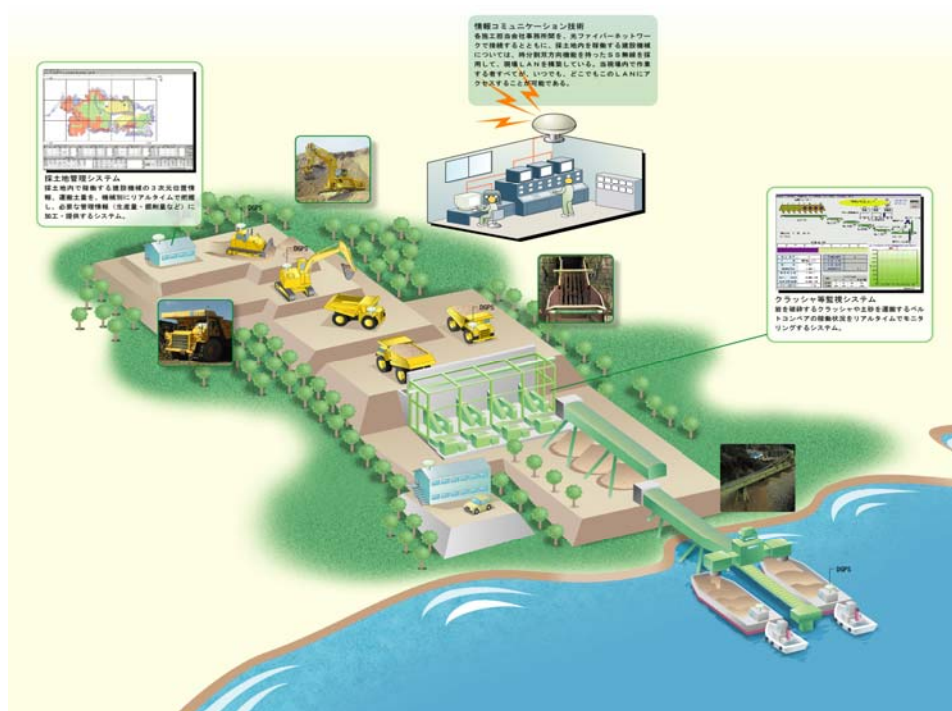 情報コミュニケーション技術
各施工担当会社事務所間を、光ファイバーネットワー
クで接続するとともに、採土地内を稼働する建設機械
については、時分割双方向機能を持ったSS無線を採
用して、現場LANを構築している。当現場内で作業
する者すべてが、いつでも、どこでもこのLANにア
クセスすることが可能である。
採土地管理システム
採土地内で稼働する建設機械の3次元位置情
報、運搬土量を、機械別にリアルタイムで把握
し、必要な管理情報（生産量・掘削量など）に
加工・提供するシステム。
DGPS
DGPS
DGPS
クラッシャ等監視システム
岩を破砕するクラッシャや土砂を運搬するベル
トコンベアの稼働状況をリアルタイムでモニタ
リングするシステム。
DGPS